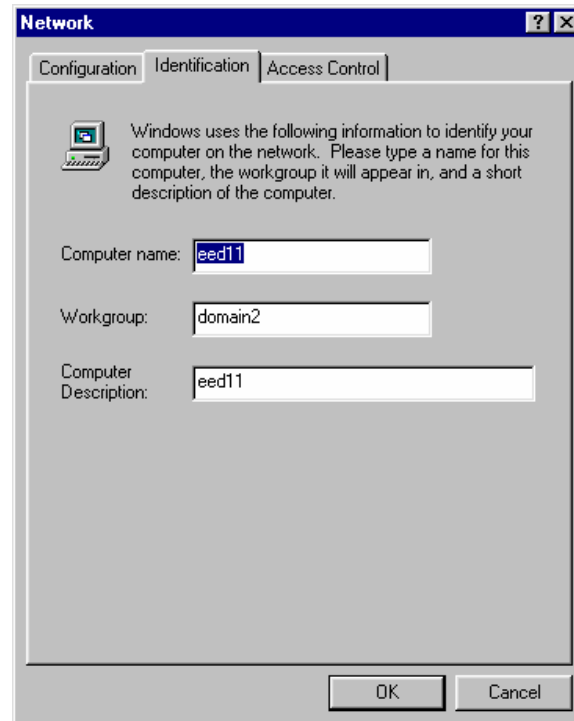 Network
Configuration Identification Access Control
Windows uses the following information to identify your
computer on the network. Please type a name for this
computer, the workgroup it will appear in, and a short
description of the computer.
Computer name: eed11
Workgroup: domain2
Computer
Description: eed11
OK Cancel